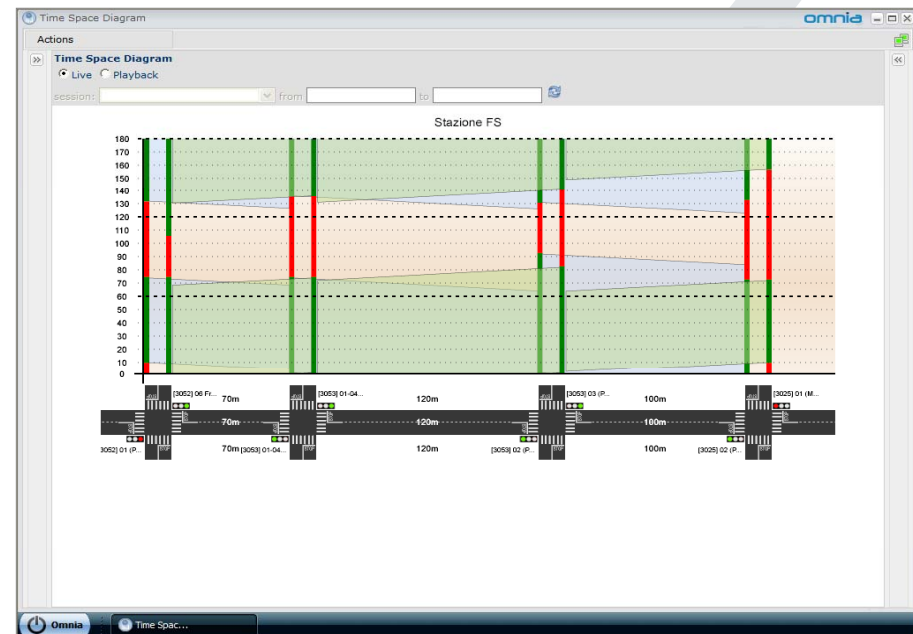 Time Space Diagram
omnia
Actions
Time Space Diagram
Live Playback
session: from to
Stazione FS
180
170
160
150
140
130
120
110
100
90
80
70
60
50
40
30
20
10
0
[3052] 06 Fr... 70m [3053] 01-04... 120m [3053] 03 (P... 100m [3025] 01 (M...
70m 120m 100m
3052] 01 (P... 70m [3053] 01-04... 120m [3053] 02 (P... 100m [3025] 02 (P...
Omnia Time Spac...